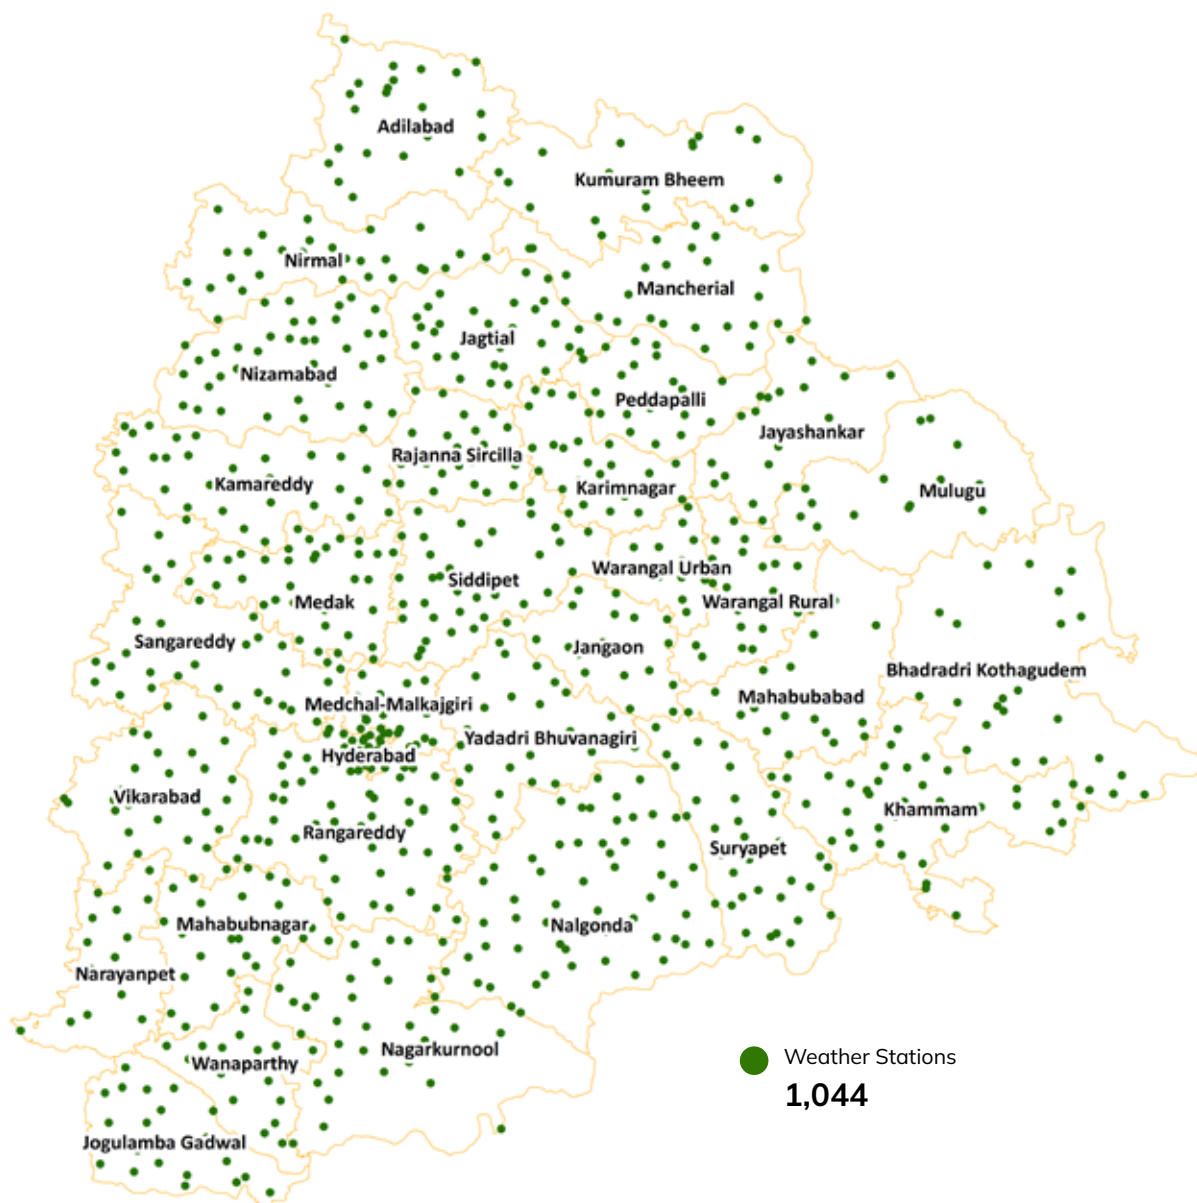 Adilabad
Kumuram Bheem
Nirmal
Mancherial
Jagtial
Nizamabad
Peddapalli
Jayashankar
Rajanna Sircilla
Kamareddy
Karimnagar
Mulugu
Warangal Urban
Siddipet
Medak
Warangal Rural
Sangareddy
Jangaon
Bhadradri Kothagudem
Mahabubabad
Medchal-Malkajgiri
Yadadri Bhuvanagiri
Hyderabad
Vikarabad
Khammam
Rangareddy
Suryapet
Mahabubnagar
Nalgonda
Narayanpet
Nagarkurnool
Wanaparthy
Weather Stations
1,044
Jogulamba Gadwal